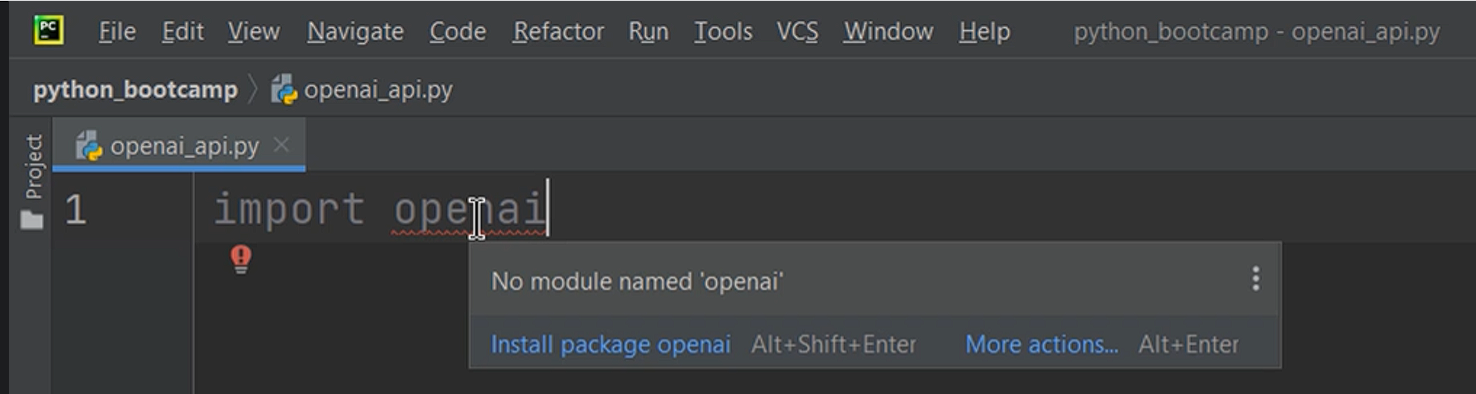 PC File Edit View Navigate Code Refactor Run Tools VCS Window Help python_bootcamp - openai_api.py
python_bootcamp openai_api.py
openai_api.py
Project
1 import openai
No module named 'openai'
Install package openai Alt+Shift+Enter More actions... Alt+Enter